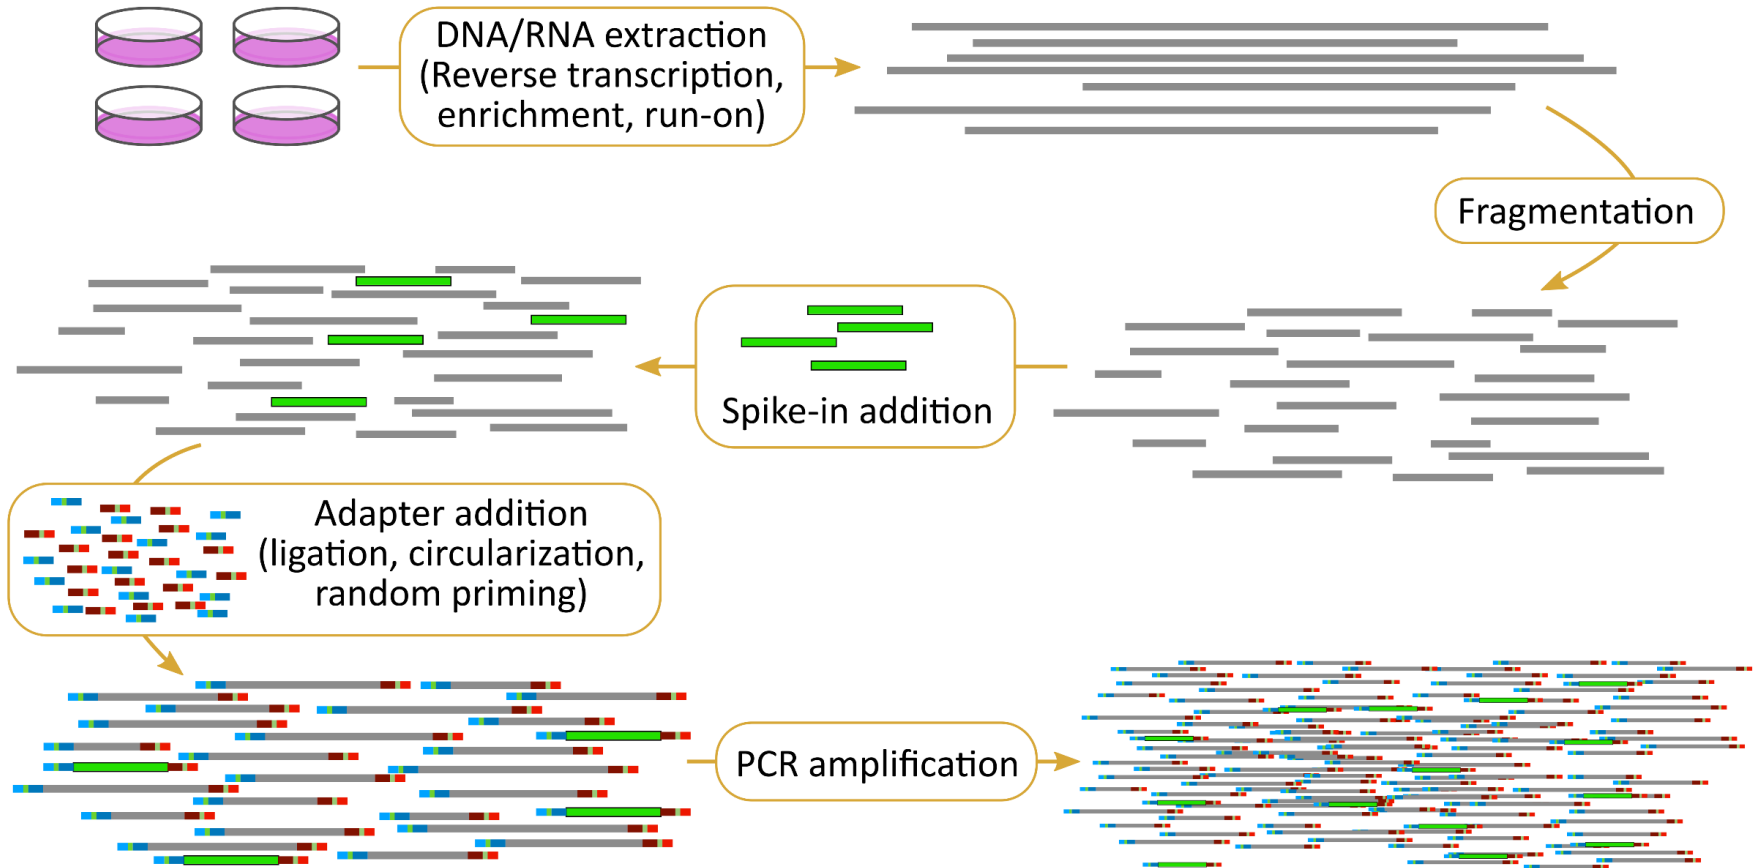 DNA/RNA extraction
(Reverse transcription,
enrichment, run-on)
Fragmentation
Spike-in addition
Adapter addition
(ligation, circularization,
random priming)
PCR amplification